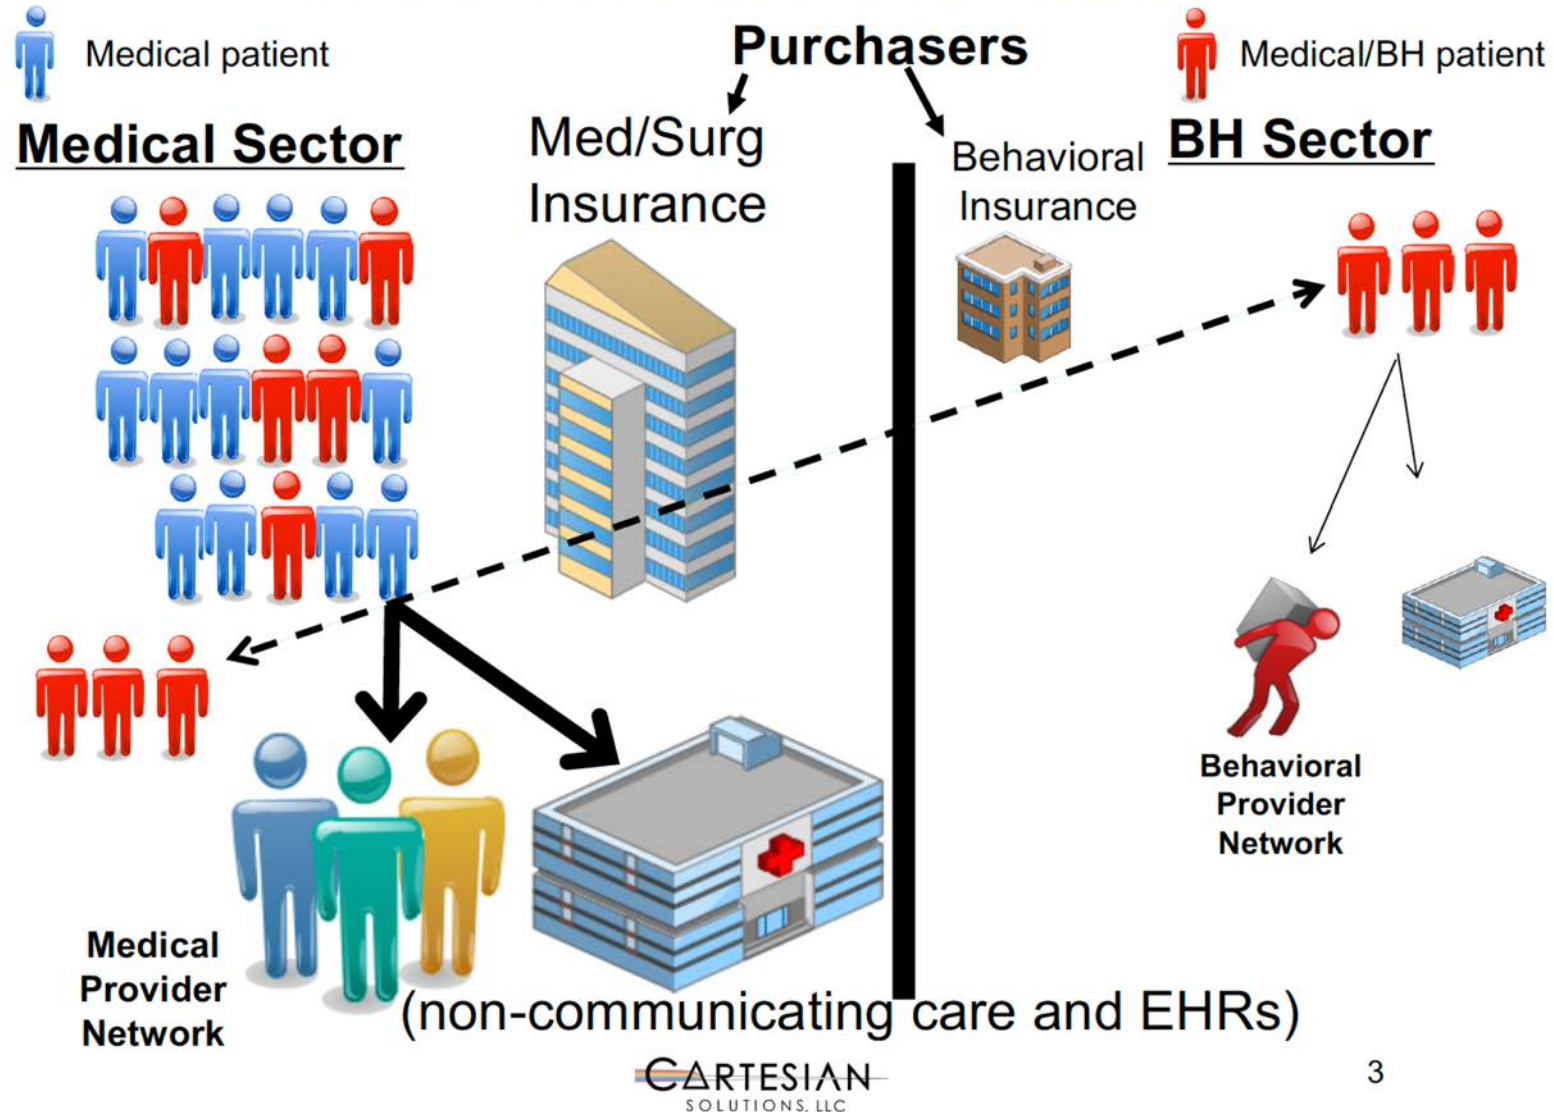 Medical patient
Purchasers
Medical/BH patient
Medical Sector
Med/Surg
Insurance
Behavioral
Insurance
BH Sector
Behavioral
Provider
Network
Medical
Provider
Network
(non-communicating care and EHRs)
CARTESIAN
SOLUTIONS, LLC
3